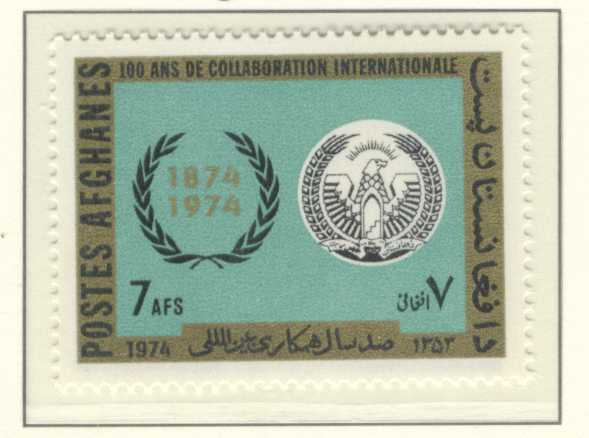 100 ANS DE COLLABORATION INTERNATIONALE
POSTES AFGHANES
د افغانستان پست
1874
1974
7 AFS
۷ افغانی
1974
صد سال همکاری بین المللی
۱۳۵۳